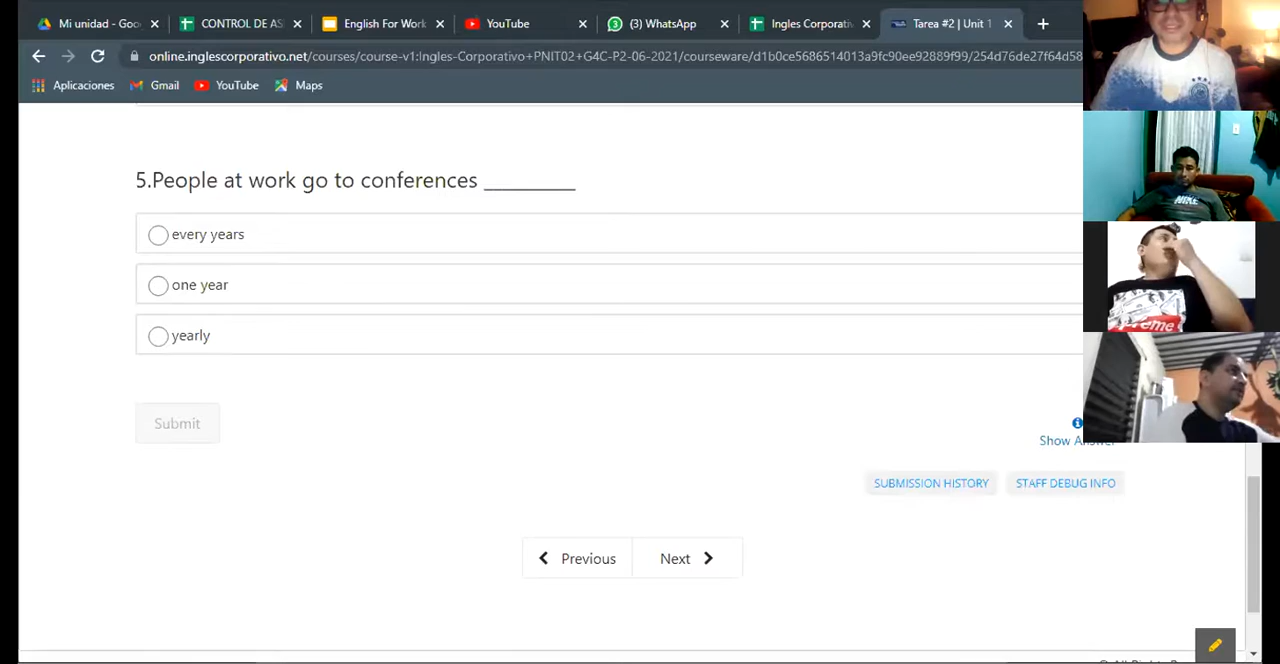 Mi unidad - Goo
CONTROL DE AS
English For Work
YouTube
(3) WhatsApp
Ingles Corporativ
Tarea #2 | Unit 1
online.inglescorporativo.net/courses/course-v1:Ingles-Corporativo+PNIT02+G4C-P2-06-2021/courseware/d1b0ce5686514013a9fc90ee92889f99/254d76de27f64d58
Aplicaciones
Gmail
YouTube
Maps
5.People at work go to conferences _________
every years
one year
yearly
Submit
Show Answer
SUBMISSION HISTORY
STAFF DEBUG INFO
Previous
Next
NIKE
supreme